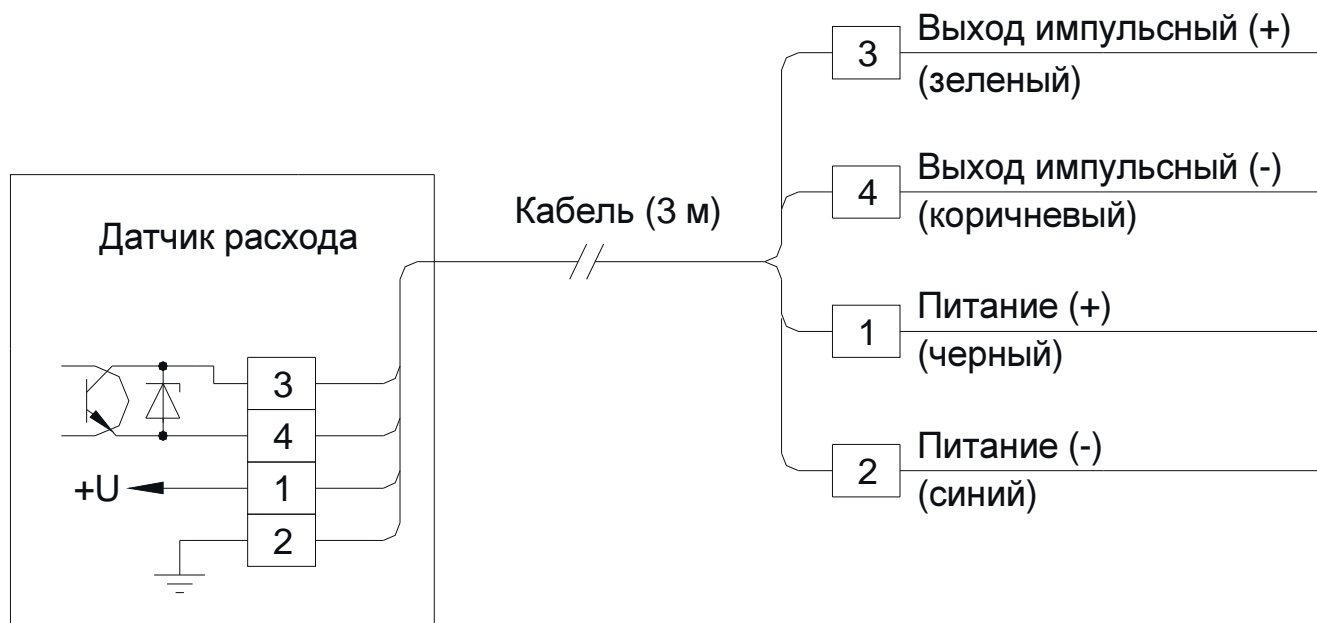 Датчик расхода
3
4
+U
1
2
Кабель (3 м)
3
Выход импульсный (+)
(зеленый)
4
Выход импульсный (-)
(коричневый)
1
Питание (+)
(черный)
2
Питание (-)
(синий)